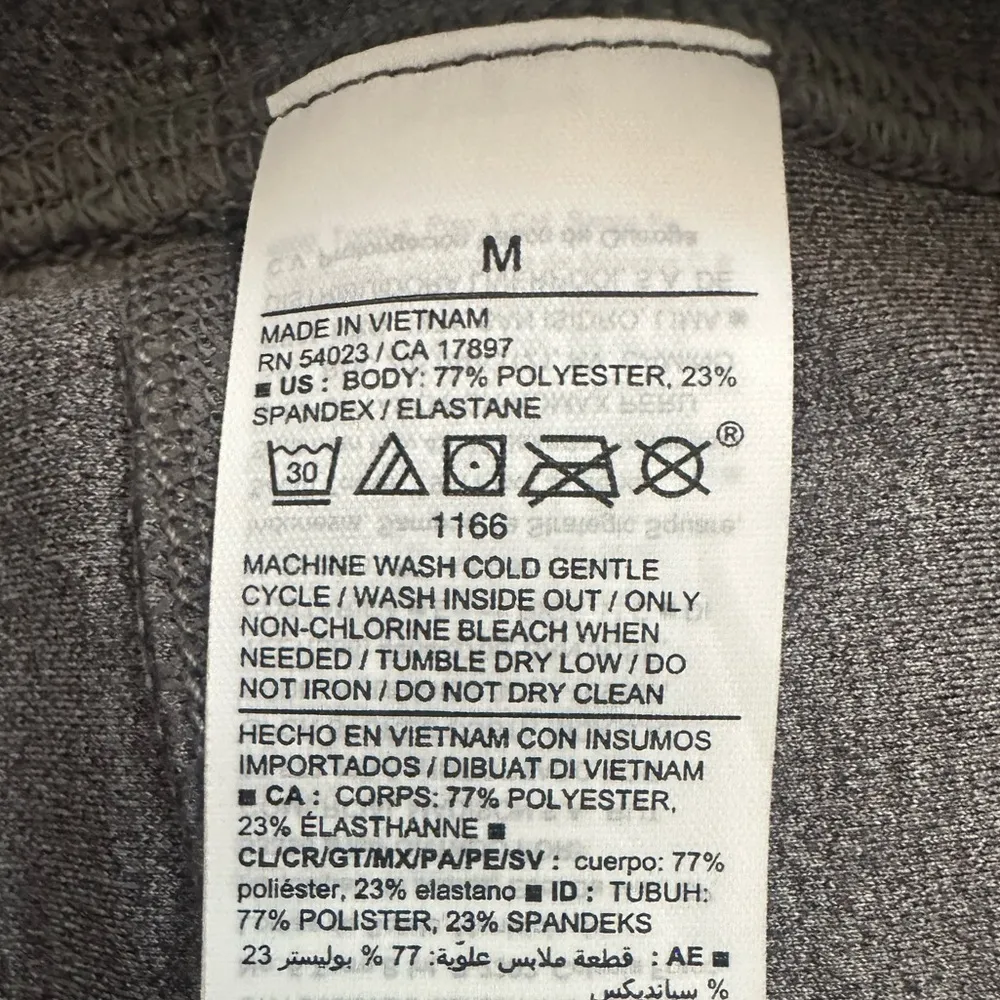 M
MADE IN VIETNAM
RN 54023 / CA 17897
■ US : BODY: 77% POLYESTER, 23%
SPANDEX / ELASTANE
30 ®
1166
MACHINE WASH COLD GENTLE
CYCLE / WASH INSIDE OUT / ONLY
NON-CHLORINE BLEACH WHEN
NEEDED / TUMBLE DRY LOW / DO
NOT IRON / DO NOT DRY CLEAN
HECHO EN VIETNAM CON INSUMOS
IMPORTADOS / DIBUAT DI VIETNAM
■ CA : CORPS: 77% POLYESTER,
23% ÉLASTHANNE ■
CL/CR/GT/MX/PA/PE/SV : cuerpo: 77%
poliéster, 23% elastano ■ ID : TUBUH:
77% POLISTER, 23% SPANDEKS
■ AE : قطعة ملابس علوّية: 77 % بوليستر 23
% سباندیکس